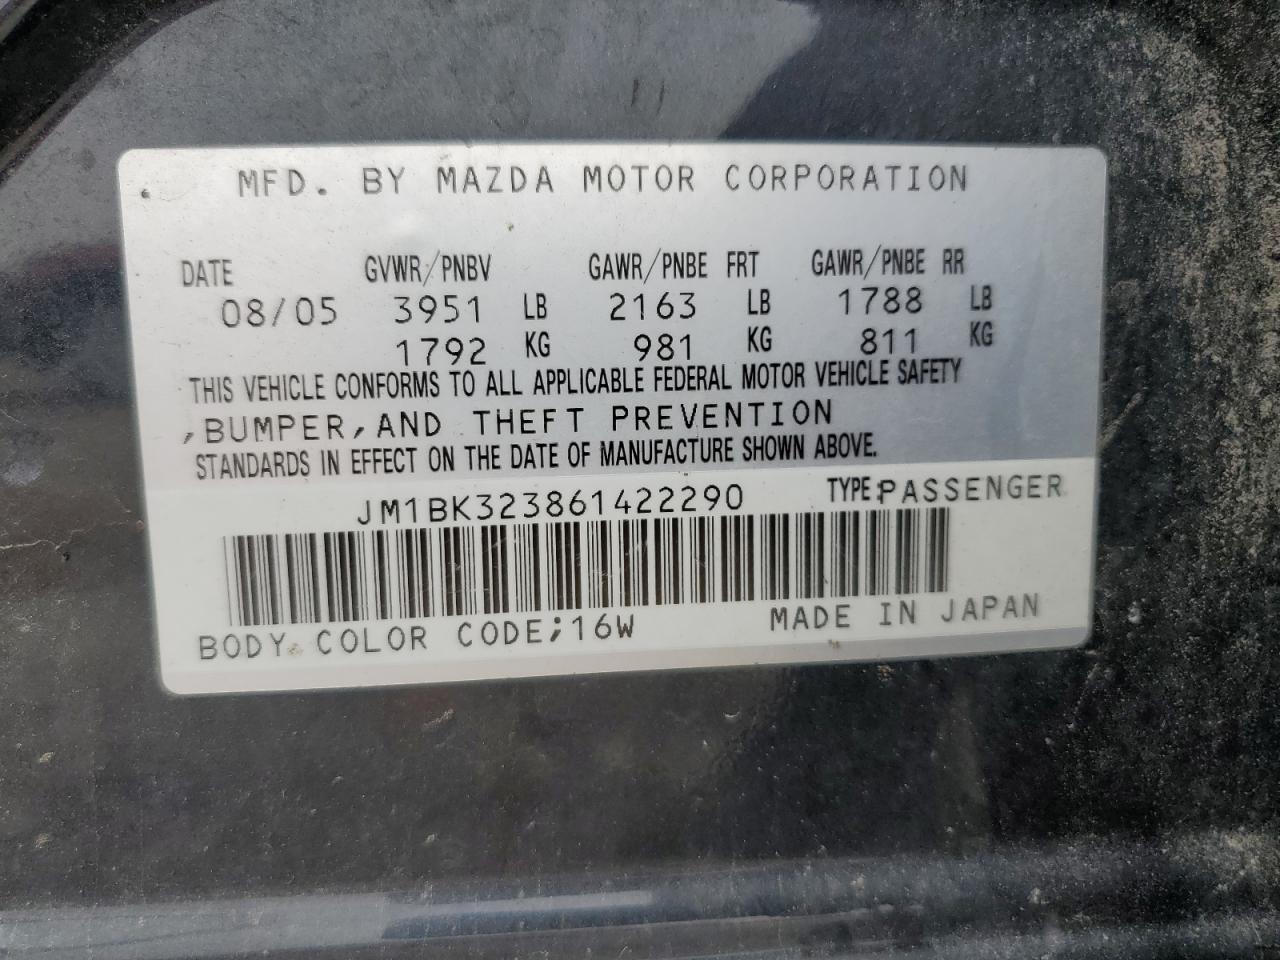 MFD. BY MAZDA MOTOR CORPORATION
DATE GVWR/PNBV GAWR/PNBE FRT GAWR/PNBE RR
08/05 3951 LB 2163 LB 1788 LB
1792 KG 981 KG 811 KG
THIS VEHICLE CONFORMS TO ALL APPLICABLE FEDERAL MOTOR VEHICLE SAFETY
,BUMPER,AND THEFT PREVENTION
STANDARDS IN EFFECT ON THE DATE OF MANUFACTURE SHOWN ABOVE.
JM1BK323861422290 TYPE:PASSENGER
BODY COLOR CODE;16W MADE IN JAPAN